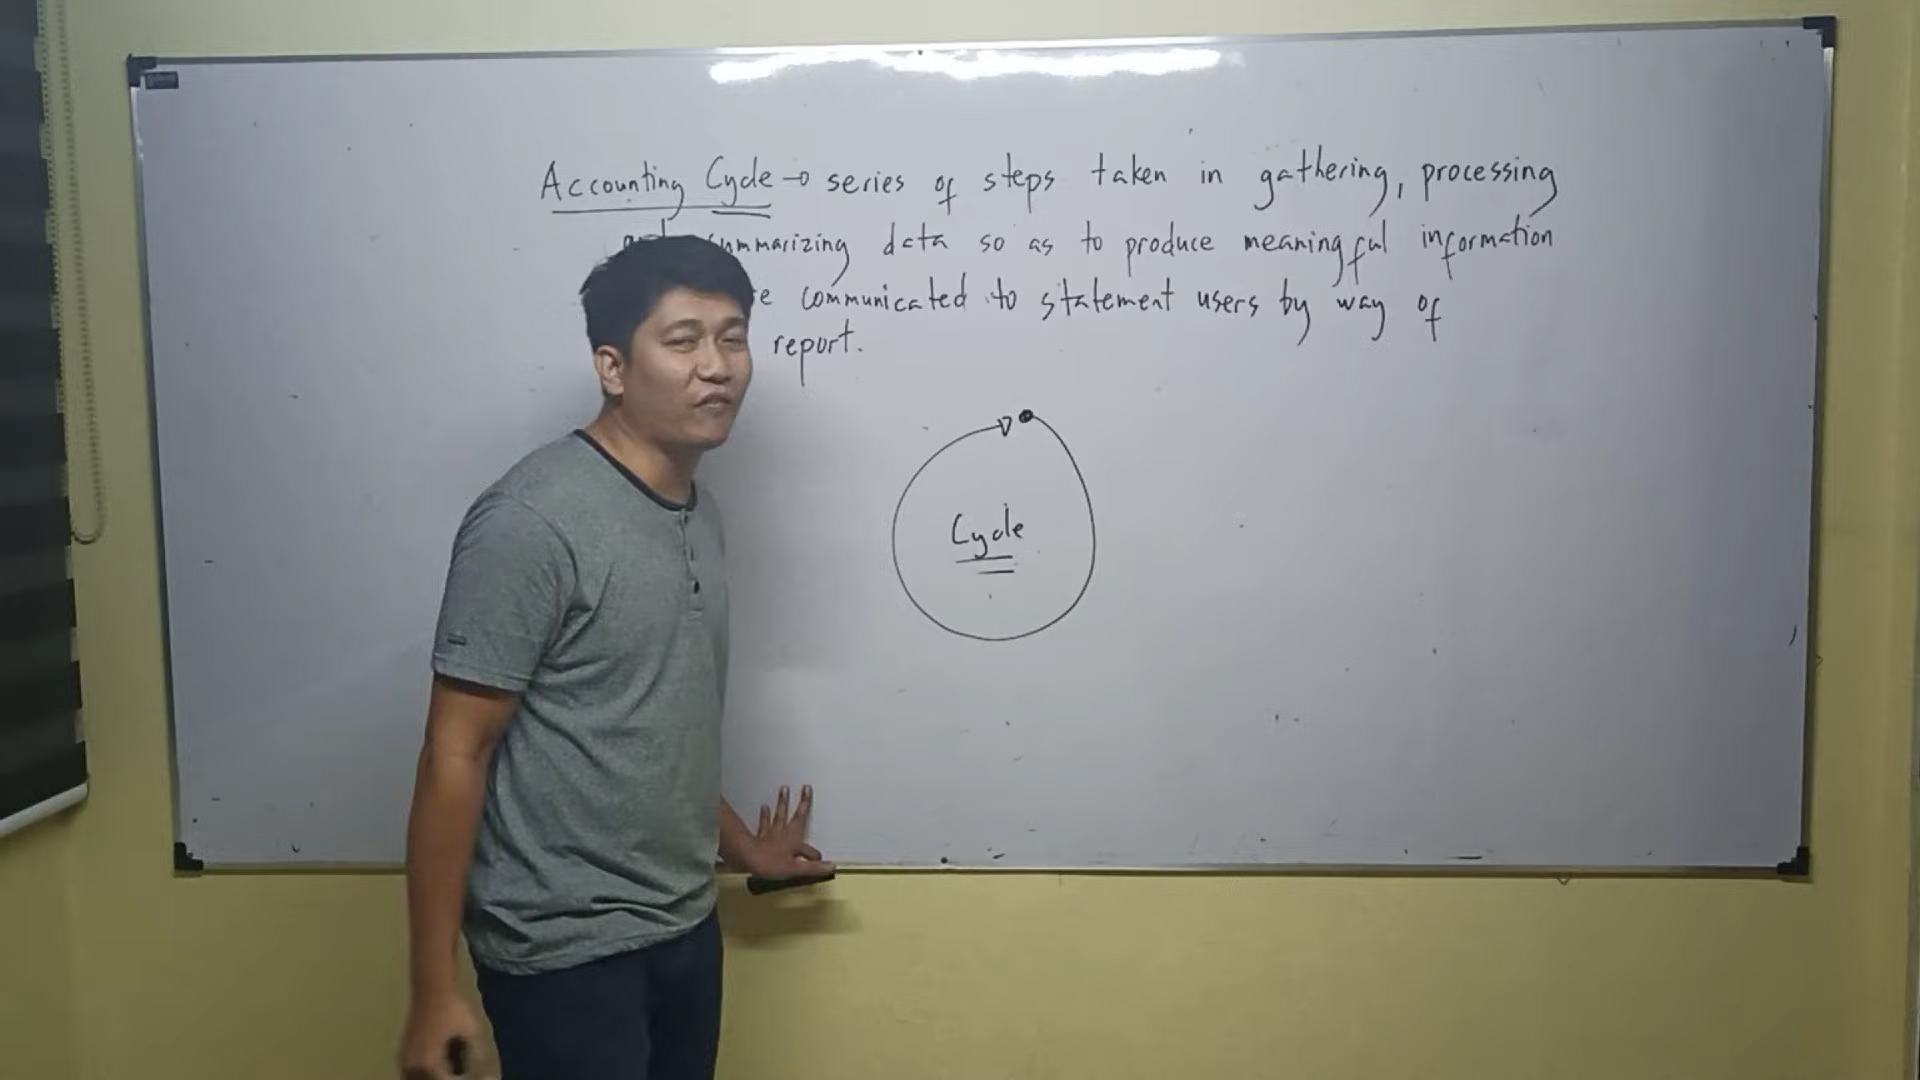 Accounting Cycle → series of steps taken in gathering, processing
summarizing data so as to produce meaningful information
communicated to statement users by way of
report.
Cycle